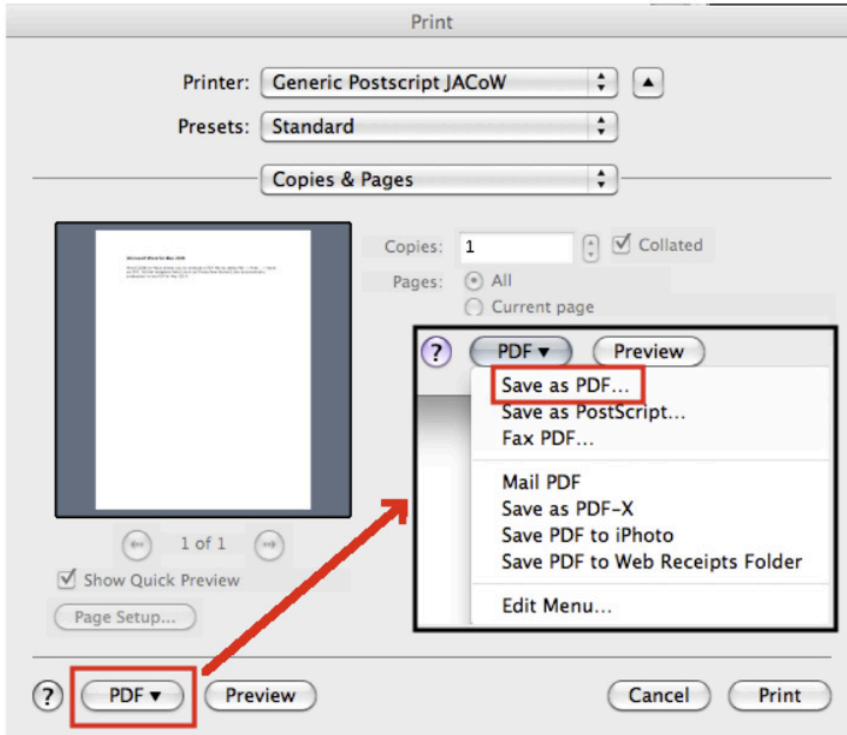 Print
Printer: Generic Postscript JACoW
Presets: Standard
Copies & Pages
Copies: 1 Collated
Pages: All
Current page
? PDF Preview
Save as PDF...
Save as PostScript...
Fax PDF...
Mail PDF
Save as PDF-X
Save PDF to iPhoto
Save PDF to Web Receipts Folder
Edit Menu...
1 of 1
Show Quick Preview
Page Setup...
? PDF Preview Cancel Print